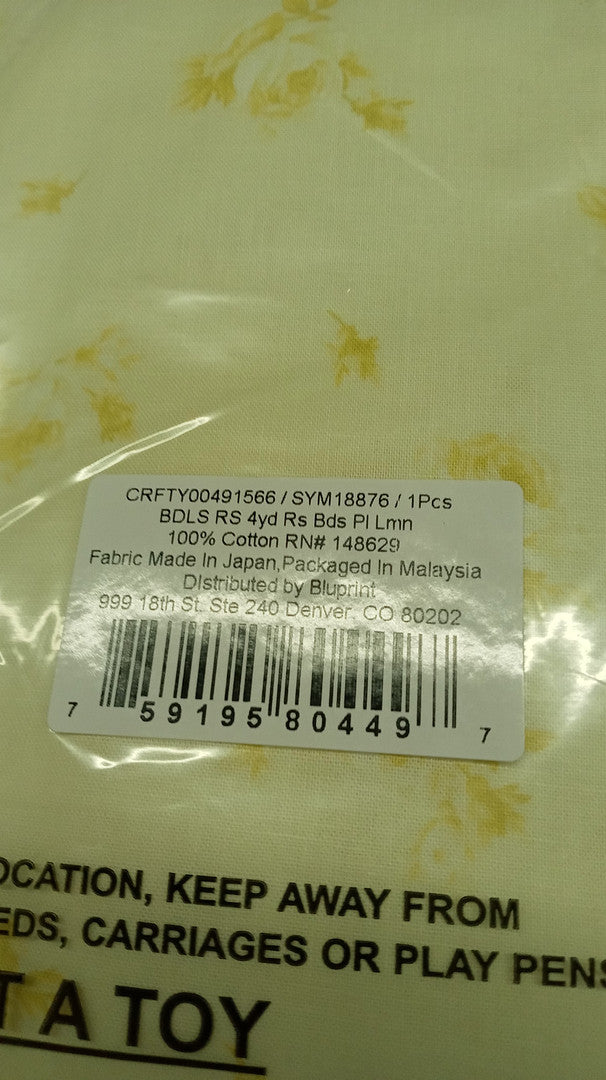 CRFTY00491566 / SYM18876 / 1Pcs
BDLS RS 4yd Rs Bds Pl Lmn
100% Cotton RN# 148629
Fabric Made In Japan,Packaged In Malaysia
Distributed by Bluprint
999 18th St. Ste 240 Denver. CO 80202
7 59195 80449 7
OCATION, KEEP AWAY FROM
EDS, CARRIAGES OR PLAY PENS
T A TOY